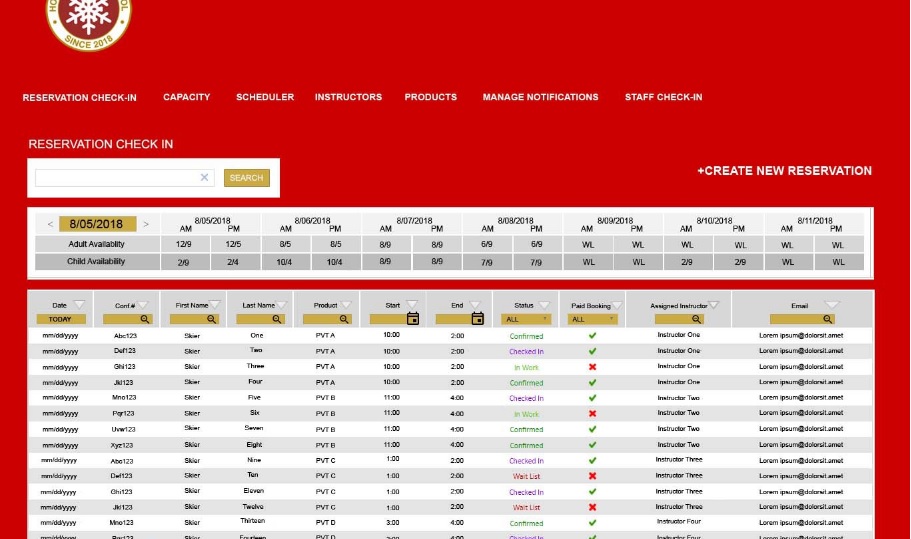 HO OL
SINCE 2018
RESERVATION CHECK-IN CAPACITY SCHEDULER INSTRUCTORS PRODUCTS MANAGE NOTIFICATIONS STAFF CHECK-IN
RESERVATION CHECK IN
SEARCH
+CREATE NEW RESERVATION
< 8/05/2018 > 8/05/2018 8/06/2018 8/07/2018 8/08/2018 8/09/2018 8/10/2018 8/11/2018
AM PM AM PM AM PM AM PM AM PM AM PM AM PM
Adult Availablity 12/9 12/5 8/5 8/5 8/9 8/9 6/9 6/9 WL WL WL WL WL WL
Child Availability 2/9 2/4 10/4 10/4 8/9 8/9 7/9 7/9 WL WL 2/9 2/9 WL WL
Date Conf.# First Name Last Name Product Start End Status Paid Booking Assigned Instructor Email
TODAY ALL ALL
mm/dd/yyyy Abc123 Skier One PVT A 10:00 2:00 Confirmed Instructor One Lorem ipsum@dolorsit.amet
mm/dd/yyyy Def123 Skier Two PVT A 10:00 2:00 Checked In Instructor One Lorem ipsum@dolorsit.amet
mm/dd/yyyy Ghi123 Skier Three PVT A 10:00 2:00 In Work Instructor One Lorem ipsum@dolorsit.amet
mm/dd/yyyy Jkl123 Skier Four PVT A 10:00 2:00 Confirmed Instructor One Lorem ipsum@dolorsit.amet
mm/dd/yyyy Mno123 Skier Five PVT B 11:00 4:00 Checked In Instructor Two Lorem ipsum@dolorsit.amet
mm/dd/yyyy Pqr123 Skier Six PVT B 11:00 4:00 In Work Instructor Two Lorem ipsum@dolorsit.amet
mm/dd/yyyy Uvw123 Skier Seven PVT B 11:00 4:00 Confirmed Instructor Two Lorem ipsum@dolorsit.amet
mm/dd/yyyy Xyz123 Skier Eight PVT B 11:00 4:00 Confirmed Instructor Two Lorem ipsum@dolorsit.amet
mm/dd/yyyy Abc123 Skier Nine PVT C 1:00 2:00 Checked In Instructor Three Lorem ipsum@dolorsit.amet
mm/dd/yyyy Def123 Skier Ten PVT C 1:00 2:00 Wait List Instructor Three Lorem ipsum@dolorsit.amet
mm/dd/yyyy Ghi123 Skier Eleven PVT C 1:00 2:00 Checked In Instructor Three Lorem ipsum@dolorsit.amet
mm/dd/yyyy Jkl123 Skier Twelve PVT C 1:00 2:00 Wait List Instructor Three Lorem ipsum@dolorsit.amet
mm/dd/yyyy Mno123 Skier Thirteen PVT D 3:00 4:00 Confirmed Instructor Four Lorem ipsum@dolorsit.amet
mm/dd/yyyy Pqr123 Skier Fourteen PVT D 3:00 4:00 Checked In Instructor Four Lorem ipsum@dolorsit.amet